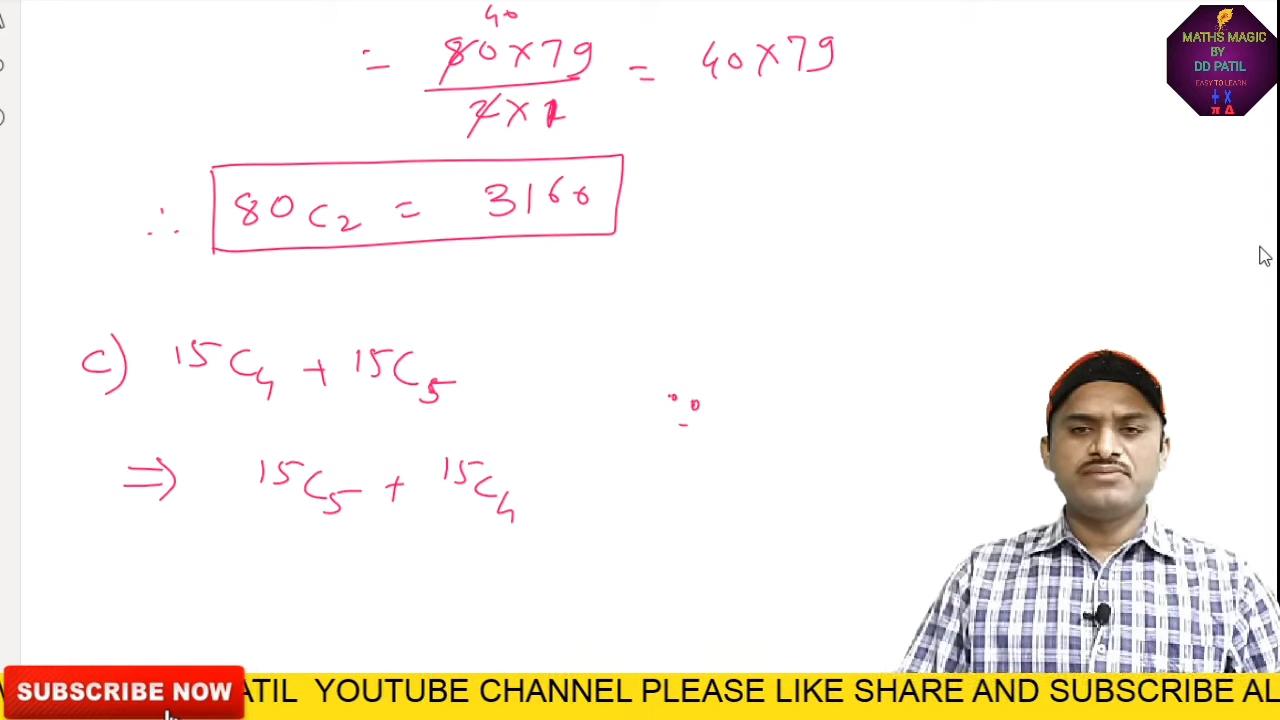 40
= 80 × 79 = 40 × 79
2 × 1
∴ 80C2 = 3160
C) 15C4 + 15C5
∵
⇒ 15C5 + 15C4
MATHS MAGIC
BY
DD PATIL
EASY TO LEARN
+ X
π Δ
SUBSCRIBE NOW
ATIL YOUTUBE CHANNEL PLEASE LIKE SHARE AND SUBSCRIBE AL